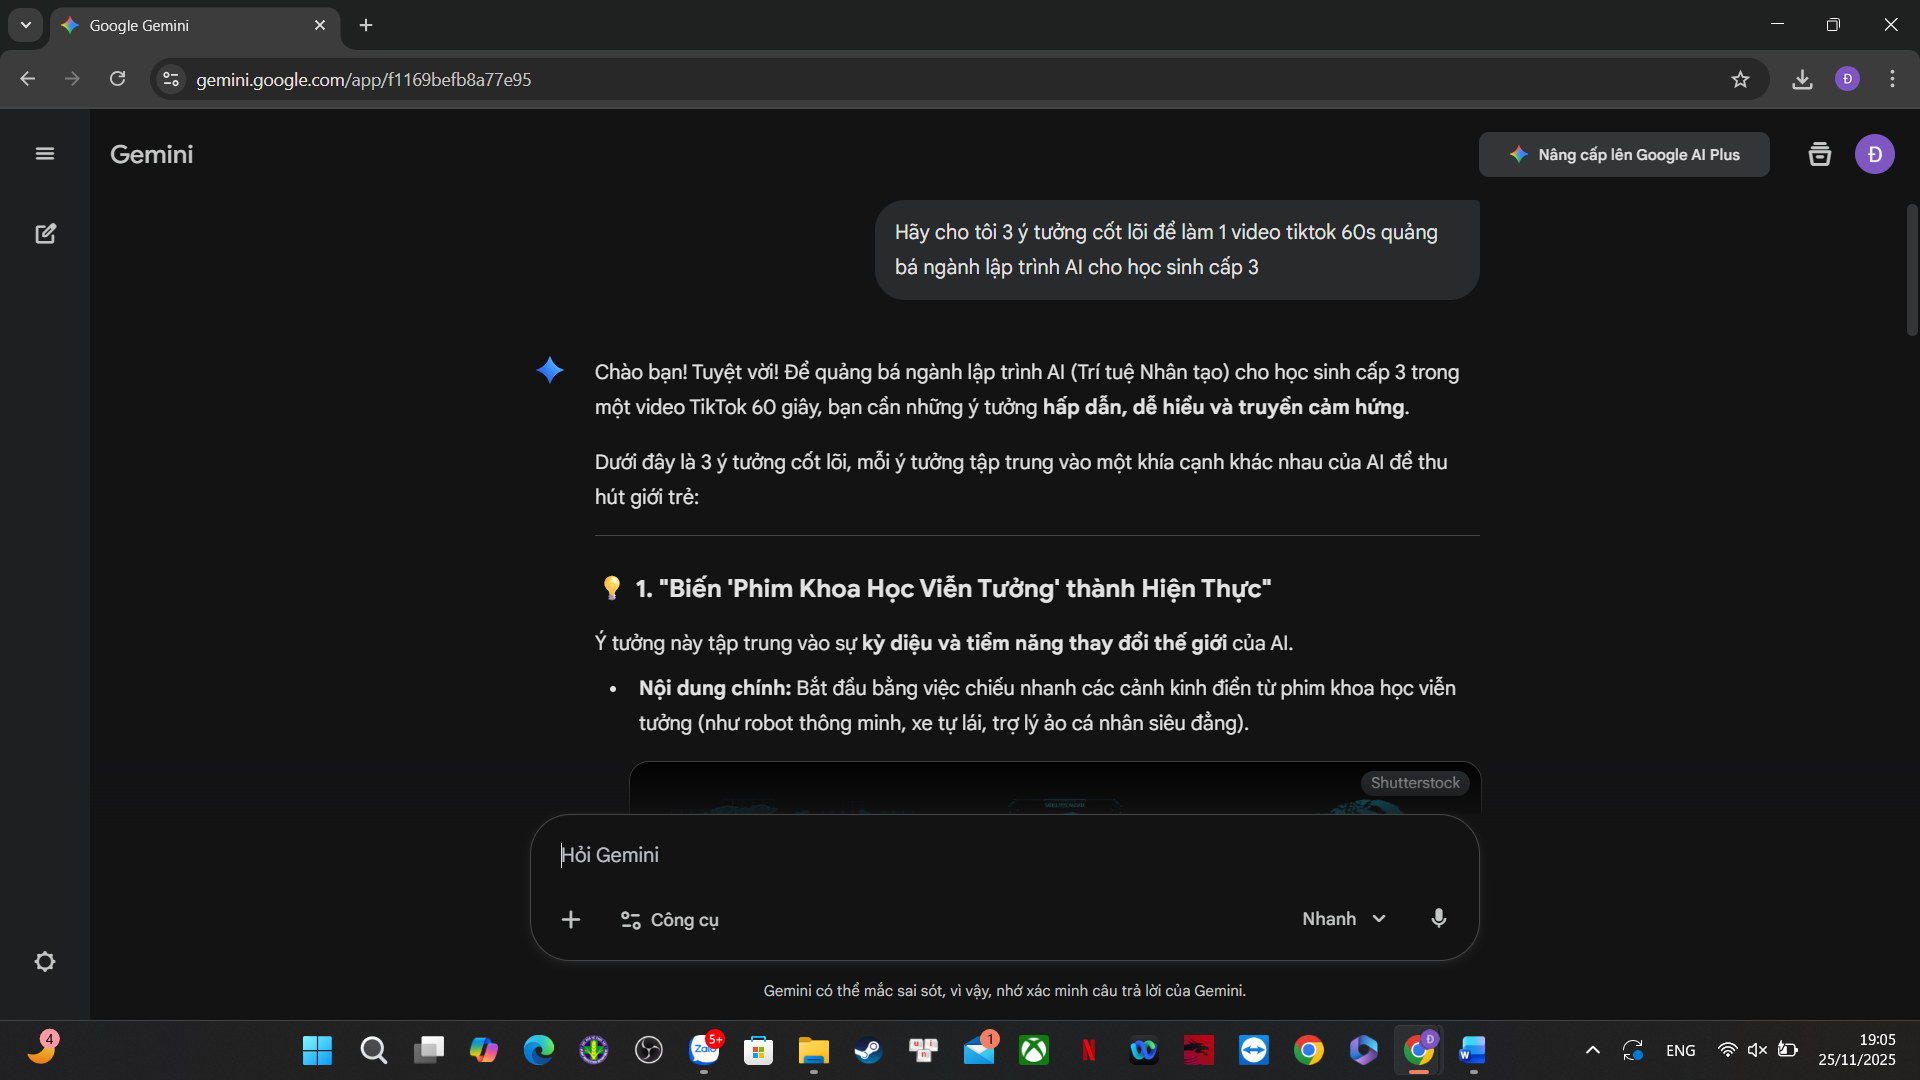 Google Gemini
gemini.google.com/app/f1169befb8a77e95
Gemini
Nâng cấp lên Google AI Plus
Đ
Hãy cho tôi 3 ý tưởng cốt lõi để làm 1 video tiktok 60s quảng
bá ngành lập trình AI cho học sinh cấp 3
Chào bạn! Tuyệt vời! Để quảng bá ngành lập trình AI (Trí tuệ Nhân tạo) cho học sinh cấp 3 trong
một video TikTok 60 giây, bạn cần những ý tưởng hấp dẫn, dễ hiểu và truyền cảm hứng.
Dưới đây là 3 ý tưởng cốt lõi, mỗi ý tưởng tập trung vào một khía cạnh khác nhau của AI để thu
hút giới trẻ:
1. "Biến 'Phim Khoa Học Viễn Tưởng' thành Hiện Thực"
Ý tưởng này tập trung vào sự kỳ diệu và tiềm năng thay đổi thế giới của AI.
• Nội dung chính: Bắt đầu bằng việc chiếu nhanh các cảnh kinh điển từ phim khoa học viễn
tưởng (như robot thông minh, xe tự lái, trợ lý ảo cá nhân siêu đẳng).
Shutterstock
Hỏi Gemini
Công cụ
Nhanh
Gemini có thể mắc sai sót, vì vậy, nhớ xác minh câu trả lời của Gemini.
4
Zalo
5+
1
N
Đ
W
ENG
19:05
25/11/2025